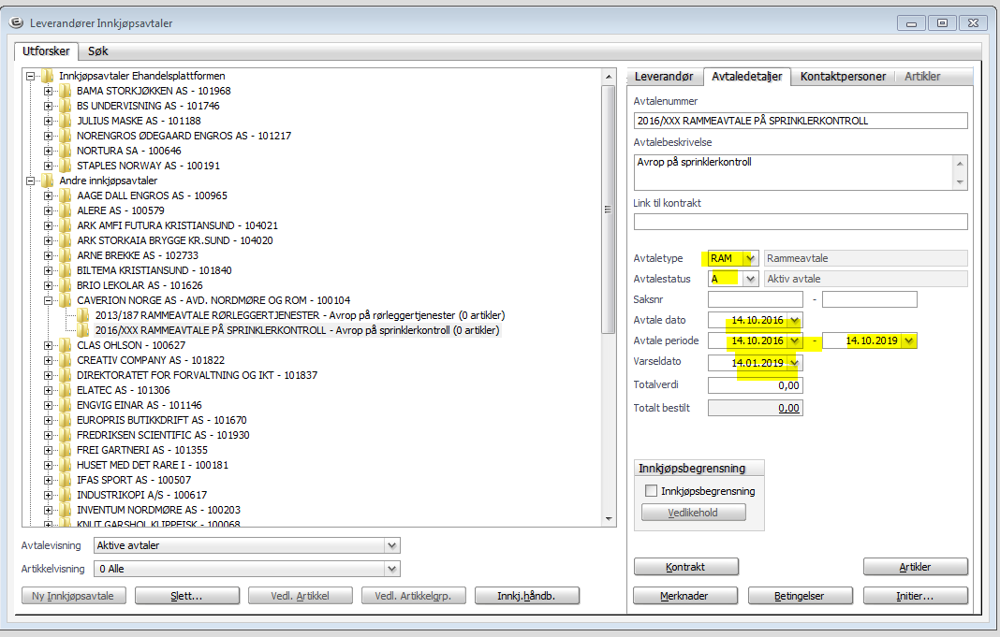 Leverandører Innkjøpsavtaler
Utforsker Søk
Innkjøpsavtaler Ehandelsplattformen
BAMA STORKJØKKEN AS - 101968
BS UNDERVISNING AS - 101746
JULIUS MASKE AS - 101188
NORENGROS ØDEGAARD ENGROS AS - 101217
NORTURA SA - 100646
STAPLES NORWAY AS - 100191
Andre innkjøpsavtaler
AAGE DALL ENGROS AS - 100965
ALERE AS - 100579
ARK AMFI FUTURA KRISTIANSUND - 104021
ARK STORKAIA BRYGGE KR.SUND - 104020
ARNE BREKKE AS - 102733
BILTEMA KRISTIANSUND - 101840
BRIO LEKOLAR AS - 101626
CAVERION NORGE AS - AVD. NORDMØRE OG ROM - 100104
2013/187 RAMMEAVTALE RØRLEGGERTJENESTER - Avrop på rørleggertjenester (0 artikler)
2016/XXX RAMMEAVTALE PÅ SPRINKLERKONTROLL - Avrop på sprinklerkontroll (0 artikler)
CLAS OHLSON - 100627
CREATIV COMPANY AS - 101822
DIREKTORATET FOR FORVALTNING OG IKT - 101837
ELATEC AS - 101306
ENGVIG EINAR AS - 101146
EUROPRIS BUTIKKDRIFT AS - 101670
FREDRIKSEN SCIENTIFIC AS - 101930
FREI GARTNERI AS - 101355
HUSET MED DET RARE I - 100181
IFAS SPORT AS - 100507
INDUSTRIKOPI A/S - 100617
INVENTUM NORDMØRE AS - 100203
KNUT GARSHOL KLIPPFISK - 100068
Avtalevisning Aktive avtaler
Artikkelvisning 0 Alle
Ny Innkjøpsavtale Slett... Vedl. Artikkel Vedl. Artikkelgrp. Innkj.håndb.
Leverandør Avtaledetaljer Kontaktpersoner Artikler
Avtalenummer
2016/XXX RAMMEAVTALE PÅ SPRINKLERKONTROLL
Avtalebeskrivelse
Avrop på sprinklerkontroll
Link til kontrakt
Avtaletype RAM Rammeavtale
Avtalestatus A Aktiv avtale
Saksnr -
Avtale dato 14.10.2016
Avtale periode 14.10.2016 - 14.10.2019
Varseldato 14.01.2019
Totalverdi 0,00
Totalt bestilt 0,00
Innkjøpsbegrensning
Innkjøpsbegrensning
Vedlikehold
Kontrakt Artikler
Merknader Betingelser Initier...